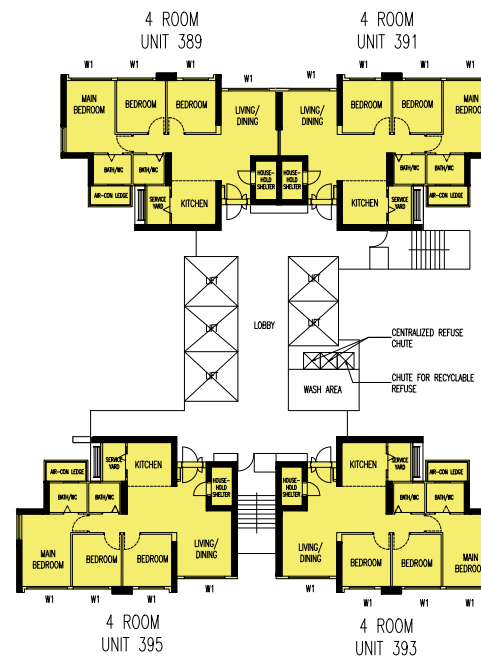 4 ROOM
UNIT 389
4 ROOM
UNIT 391
W1
W1
W1
W1
W1
W1
W1
W1
MAIN
BEDROOM
BEDROOM
BEDROOM
LIVING/
DINING
LIVING/
DINING
BEDROOM
BEDROOM
MAIN
BEDROOM
BATH/WC
BATH/WC
HOUSE-
HOLD
SHELTER
HOUSE-
HOLD
SHELTER
BATH/WC
BATH/WC
AIR-CON LEDGE
SERVICE
YARD
KITCHEN
KITCHEN
SERVICE
YARD
AIR-CON LEDGE
LIFT
LIFT
LIFT
LIFT
LIFT
LOBBY
CENTRALIZED REFUSE
CHUTE
CHUTE FOR RECYCLABLE
REFUSE
WASH AREA
AIR-CON LEDGE
SERVICE
YARD
KITCHEN
KITCHEN
SERVICE
YARD
AIR-CON LEDGE
BATH/WC
BATH/WC
HOUSE-
HOLD
SHELTER
HOUSE-
HOLD
SHELTER
BATH/WC
BATH/WC
MAIN
BEDROOM
BEDROOM
BEDROOM
LIVING/
DINING
LIVING/
DINING
BEDROOM
BEDROOM
MAIN
BEDROOM
W1
W1
W1
W1
W1
W1
W1
W1
4 ROOM
UNIT 395
4 ROOM
UNIT 393